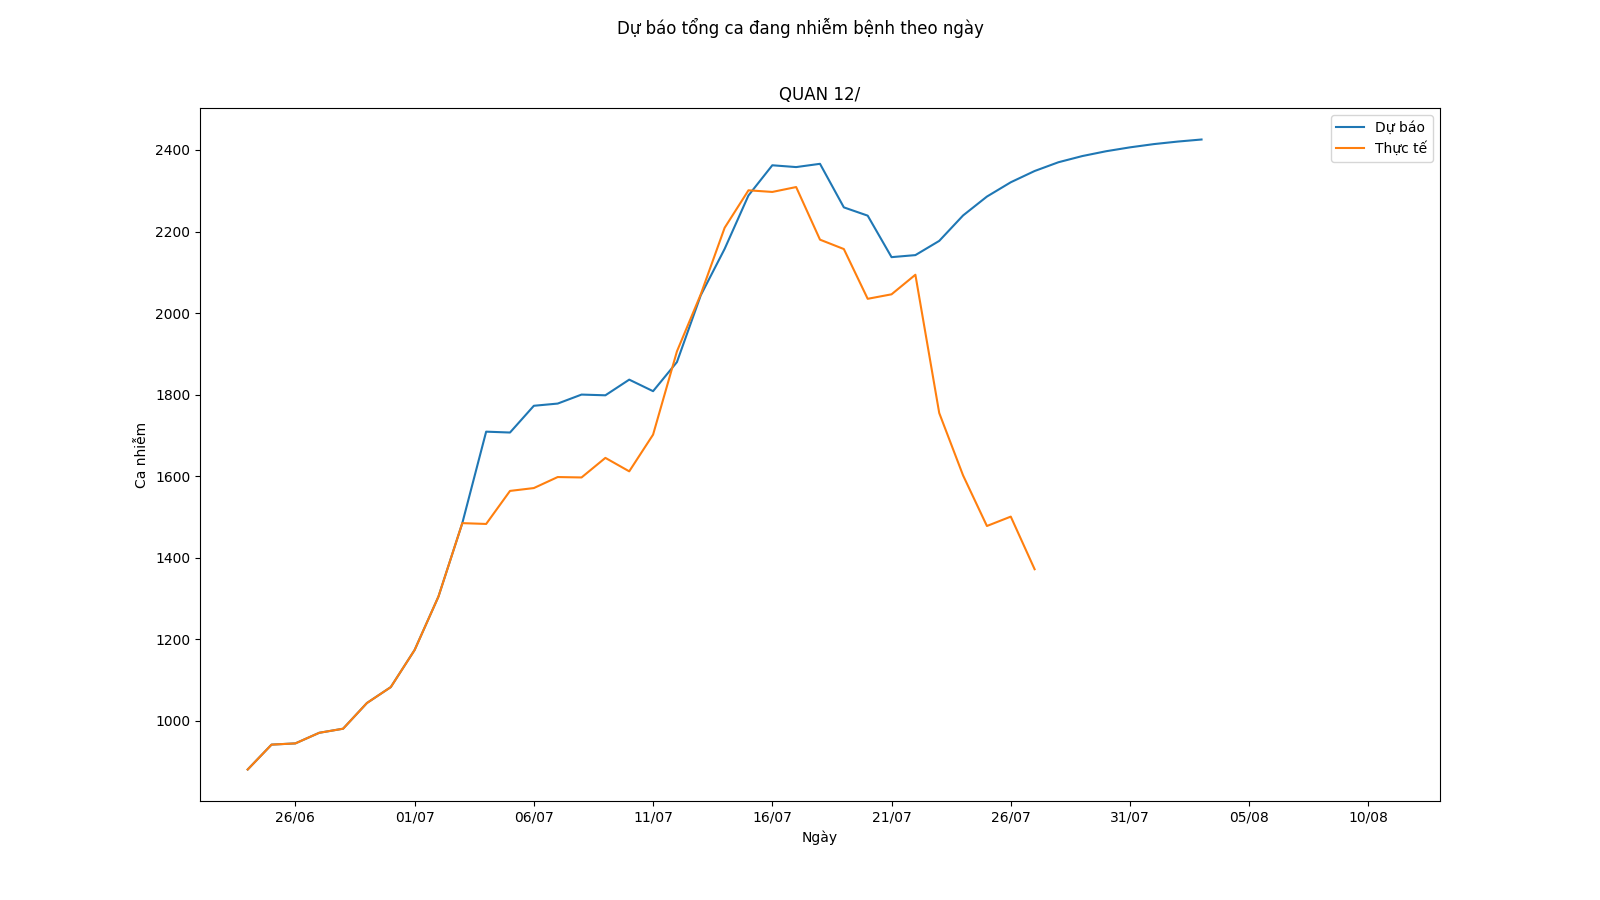 Dự báo tổng ca đang nhiễm bệnh theo ngày
QUAN 12/
Dự báo
Thực tế
Ca nhiễm
2400
2200
2000
1800
1600
1400
1200
1000
26/06 01/07 06/07 11/07 16/07 21/07 26/07 31/07 05/08 10/08
Ngày